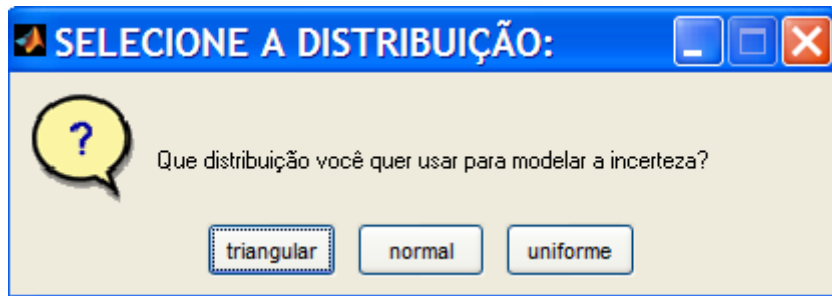 SELECIONE A DISTRIBUIÇÃO:
?
Que distribuição você quer usar para modelar a incerteza?
triangular normal uniforme